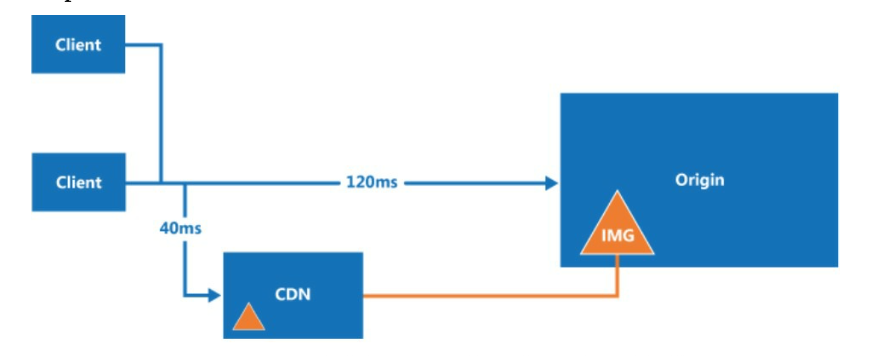 Client
Client
120ms
Origin
40ms
IMG
CDN